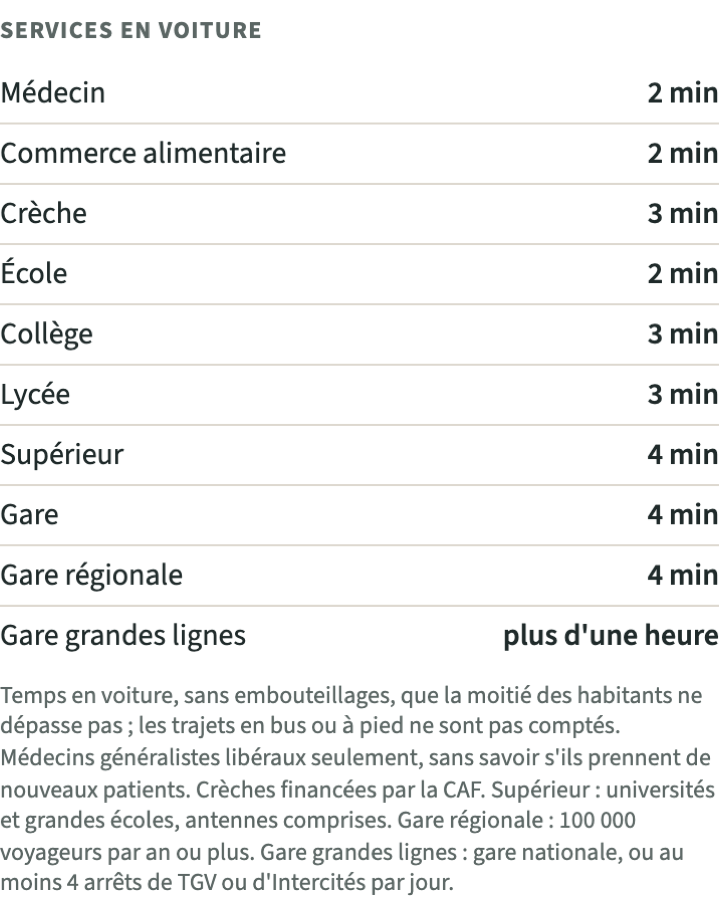 SERVICES EN VOITURE
Médecin 2 min
Commerce alimentaire 2 min
Crèche 3 min
École 2 min
Collège 3 min
Lycée 3 min
Supérieur 4 min
Gare 4 min
Gare régionale 4 min
Gare grandes lignes plus d'une heure
Temps en voiture, sans embouteillages, que la moitié des habitants ne
dépasse pas ; les trajets en bus ou à pied ne sont pas comptés.
Médecins généralistes libéraux seulement, sans savoir s'ils prennent de
nouveaux patients. Crèches financées par la CAF. Supérieur : universités
et grandes écoles, antennes comprises. Gare régionale : 100 000
voyageurs par an ou plus. Gare grandes lignes : gare nationale, ou au
moins 4 arrêts de TGV ou d'Intercités par jour.